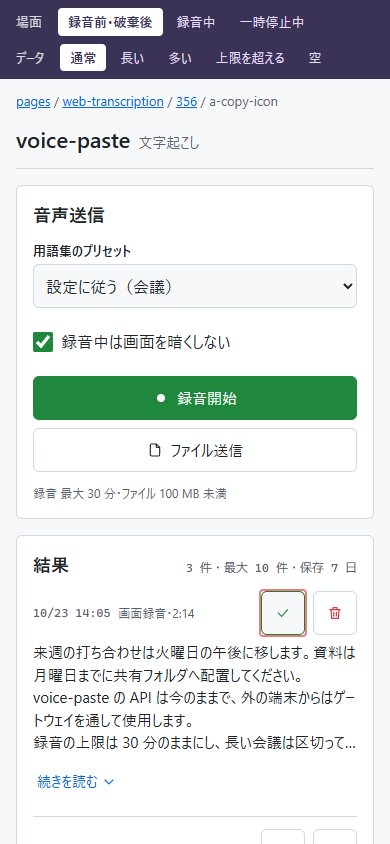 場面 録音前・破棄後 録音中 一時停止中
データ 通常 長い 多い 上限を超える 空
pages / web-transcription / 356 / a-copy-icon
voice-paste 文字起こし
音声送信
用語集のプリセット
設定に従う（会議）
録音中は画面を暗くしない
録音開始
ファイル送信
録音 最大 30 分・ファイル 100 MB 未満
結果 3 件・最大 10 件・保存 7 日
10/23 14:05 画面録音・2:14
来週の打ち合わせは火曜日の午後に移します。資料は
月曜日までに共有フォルダへ配置してください。
voice-paste の API は今のままで、外の端末からはゲー
トウェイを通して使用します。
録音の上限は 30 分のままにし、長い会議は区切って…
続きを読む